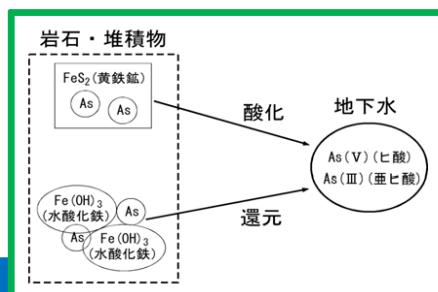 岩石・堆積物
FeS₂(黄鉄鉱)
As
As
酸化
地下水
As(Ⅴ)(ヒ酸)
As(Ⅲ)(亜ヒ酸)
Fe(OH)₃
(水酸化鉄)
As
As
Fe(OH)₃
(水酸化鉄)
還元